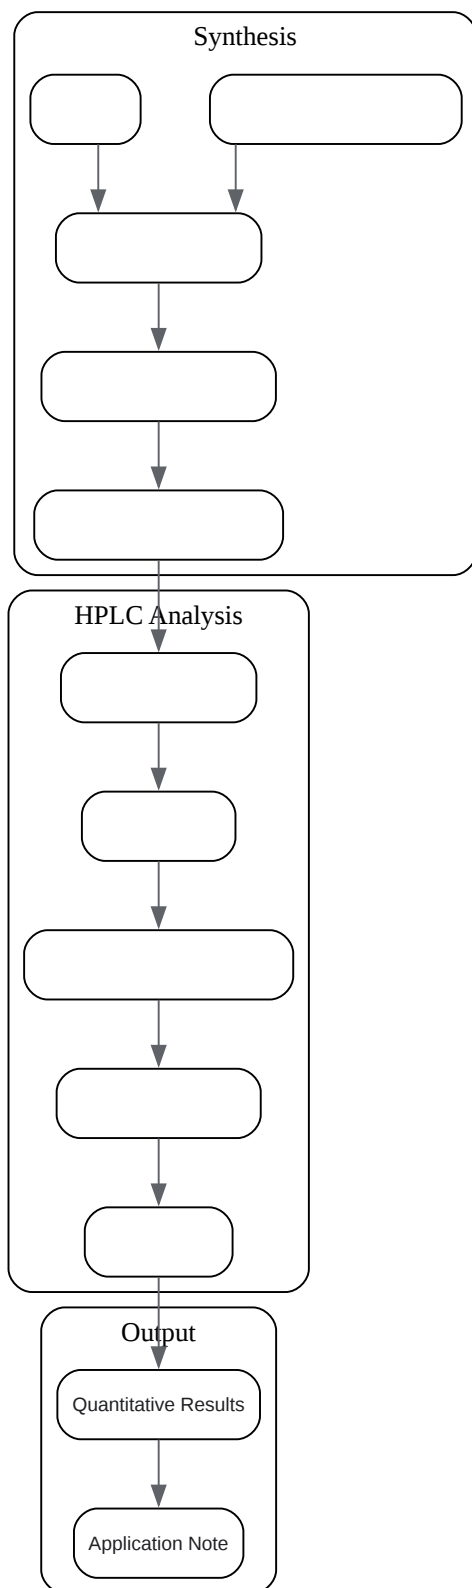 Synthesis
HPLC Analysis
Output
Quantitative Results
Application Note